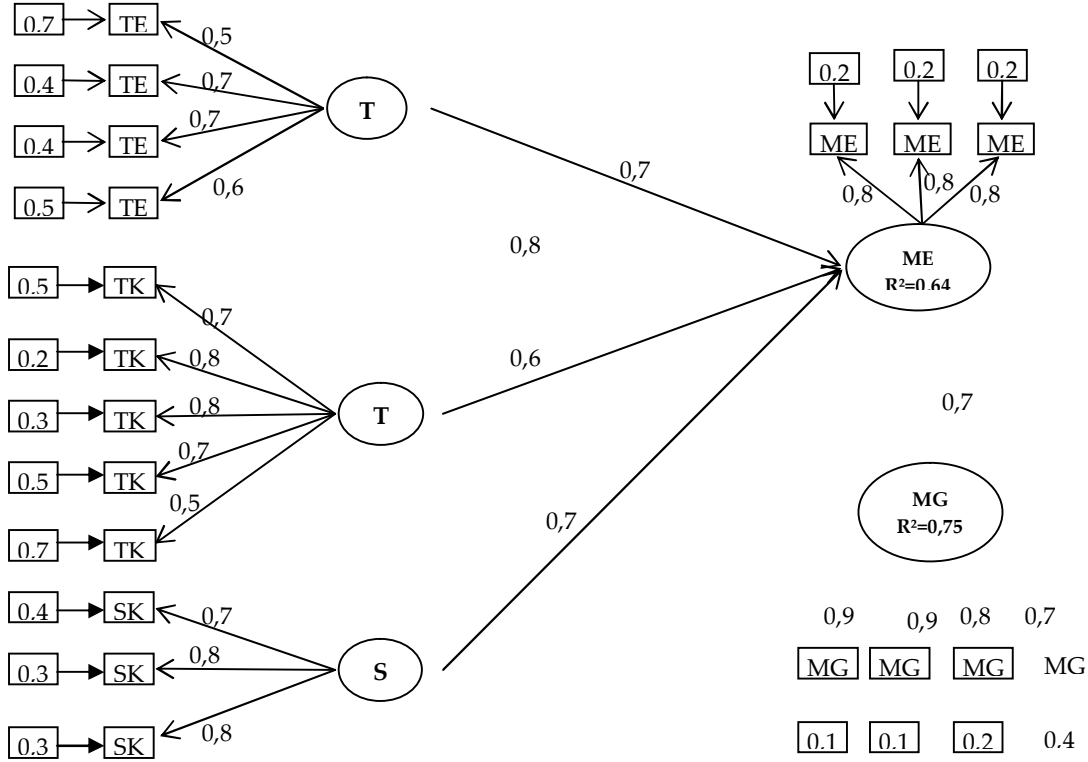 0.7 TE 0,5
0.4 TE 0,7
T
0.4 TE 0,7
0.5 TE 0,6
0,7
0.2 0.2 0.2
ME ME ME
0,8 0,8 0,8
0,8
ME
R²=0.64
0.5 TK 0,7
0.2 TK 0,8
0,6
0.3 TK 0,8
T
0,7
0.5 TK 0,7
0,5
0.7 TK
MG
R²=0,75
0,7
0.4 SK 0,7
0.3 SK 0,8
S
0.3 SK 0,8
0,9 0,9 0,8 0,7
MG MG MG MG
0.1 0.1 0.2 0.4